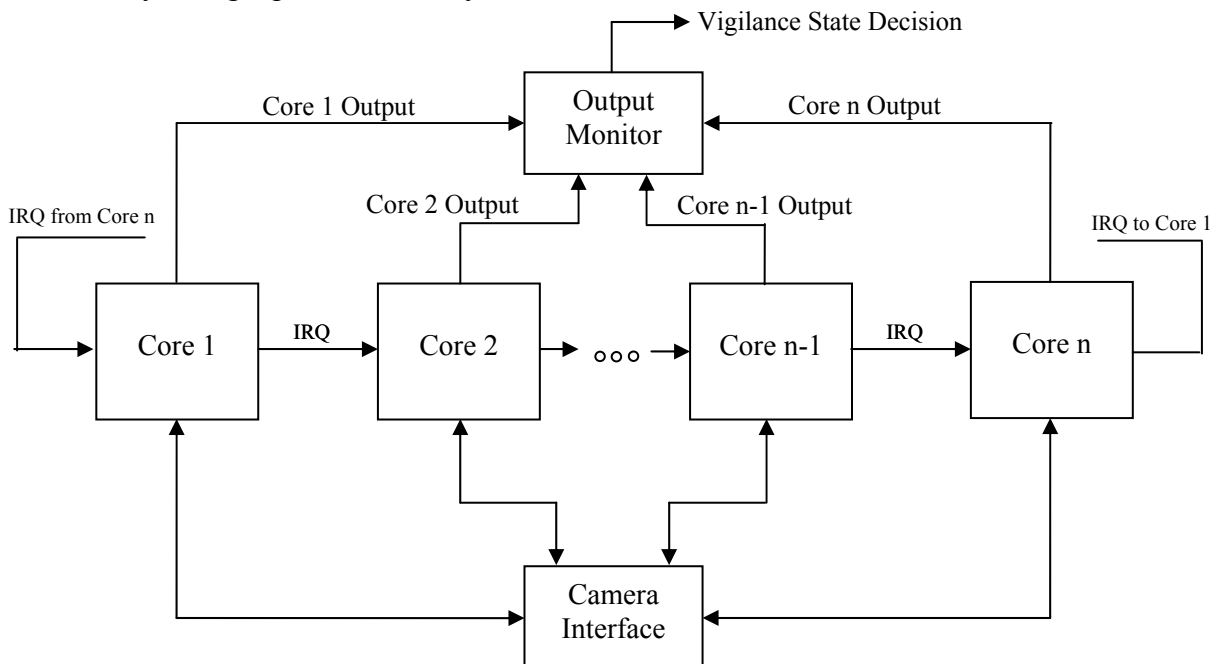 Vigilance State Decision
Output
Monitor
Core 1 Output
Core n Output
Core 2 Output
Core n-1 Output
IRQ from Core n
IRQ to Core 1
Core 1
IRQ
Core 2
Core n-1
IRQ
Core n
Camera
Interface